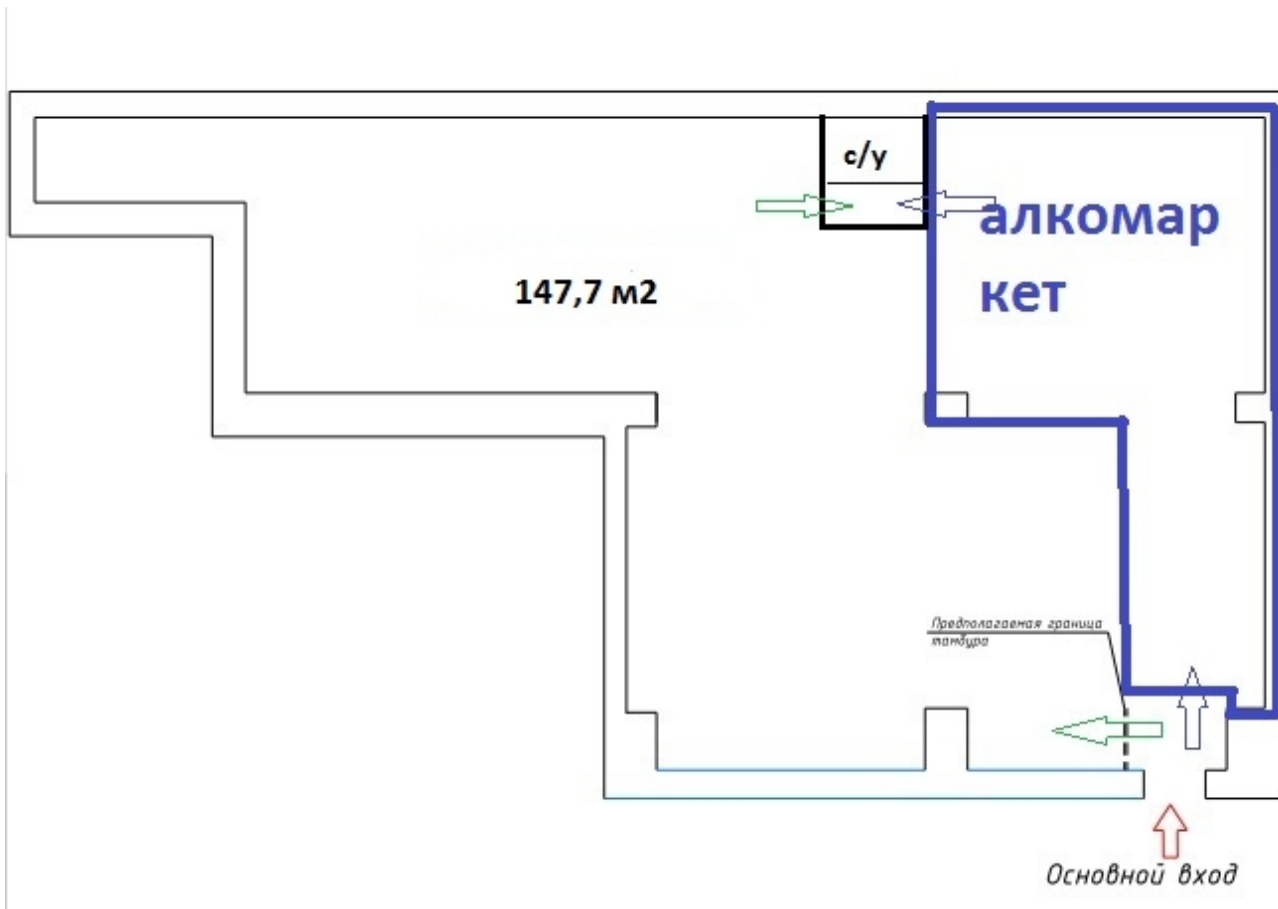 с/у
алкомар
кет
147,7 м2
Предполагаемая граница
тамбура
Основной вход